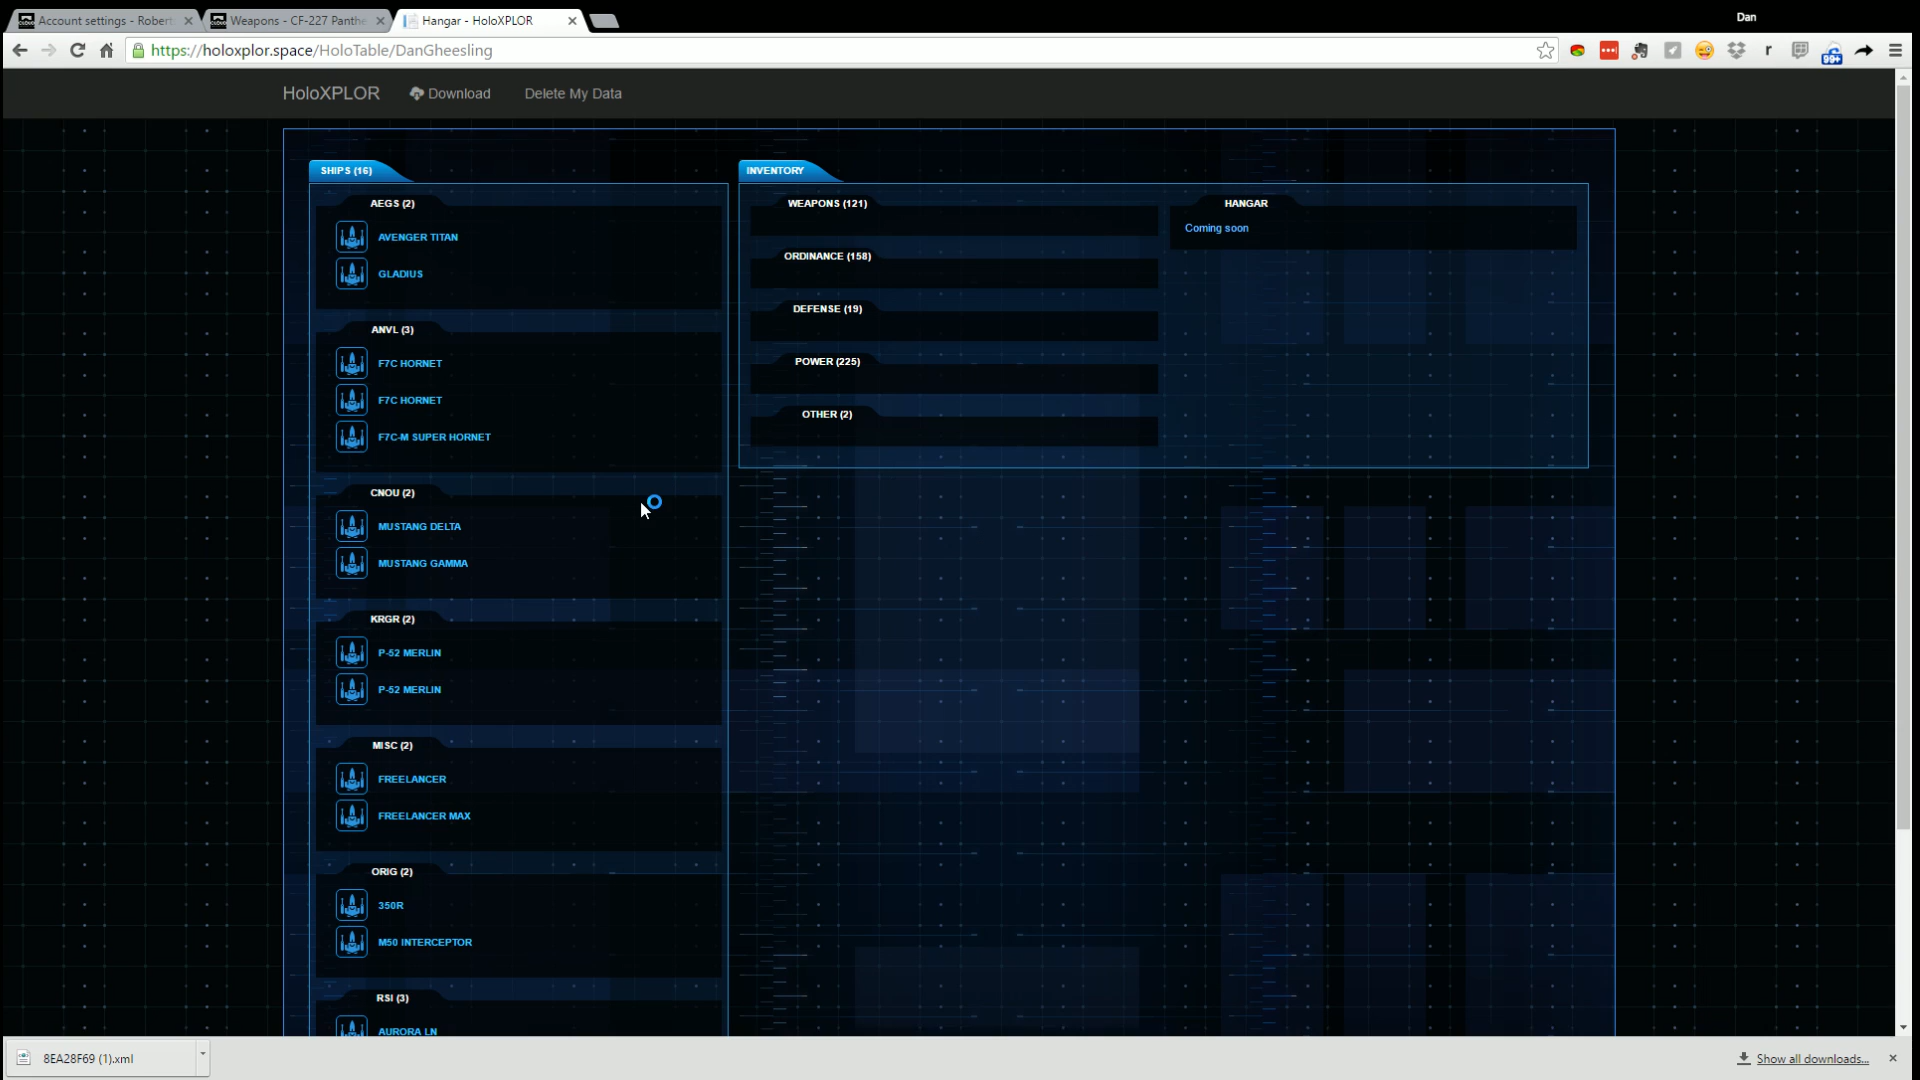 Dan
Account settings - Robert
Weapons - CF-227 Panthe
Hangar - HoloXPLOR
https://holoxplor.space/HoloTable/DanGheesling
r
99+
HoloXPLOR
Download
Delete My Data
SHIPS (16)
AEGS (2)
AVENGER TITAN
GLADIUS
ANVL (3)
F7C HORNET
F7C HORNET
F7C-M SUPER HORNET
CNOU (2)
MUSTANG DELTA
MUSTANG GAMMA
KRGR (2)
P-52 MERLIN
P-52 MERLIN
MISC (2)
FREELANCER
FREELANCER MAX
ORIG (2)
350R
M50 INTERCEPTOR
RSI (3)
AURORA LN
INVENTORY
WEAPONS (121)
ORDINANCE (158)
DEFENSE (19)
POWER (225)
OTHER (2)
HANGAR
Coming soon
8EA28F69 (1).xml
Show all downloads...